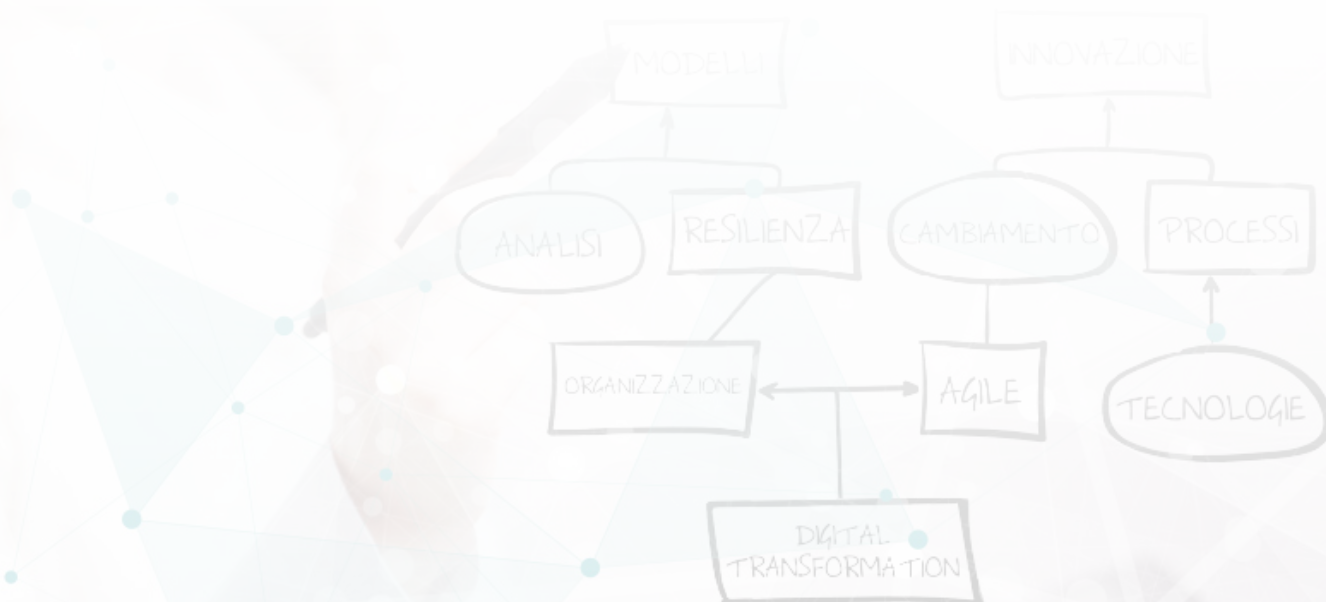 MODELLI
INNOVAZIONE
ANALISI
RESILIENZA
CAMBIAMENTO
PROCESSI
ORGANIZZAZIONE
AGILE
TECNOLOGIE
DIGITAL
TRANSFORMATION